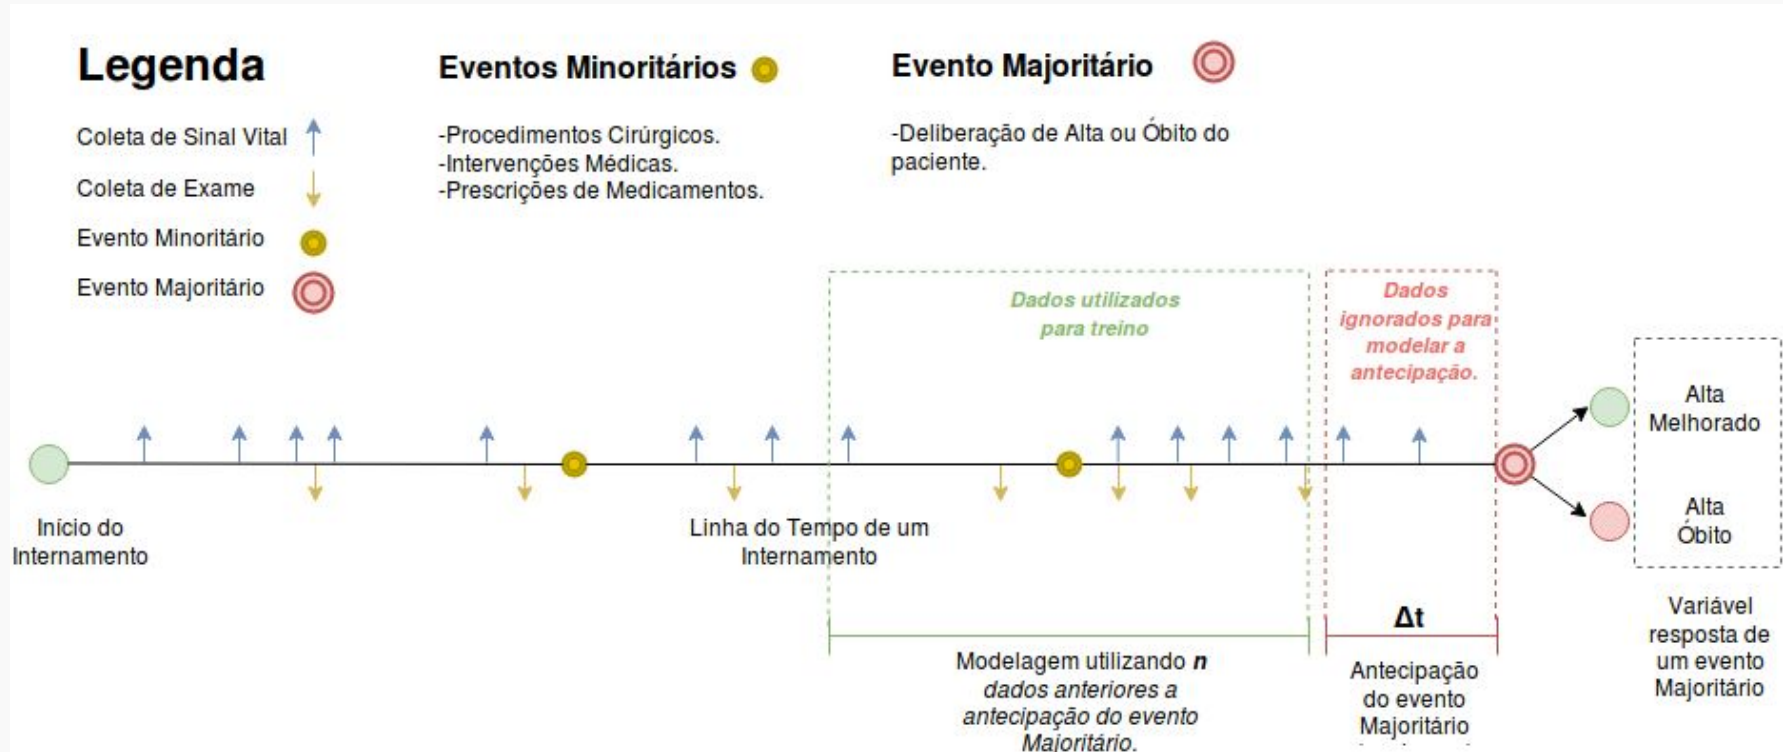 Legenda
Coleta de Sinal Vital
Coleta de Exame
Evento Minoritário
Evento Majoritário
Eventos Minoritários
-Procedimentos Cirúrgicos.
-Intervenções Médicas.
-Prescrições de Medicamentos.
Evento Majoritário
-Deliberação de Alta ou Óbito do
paciente.
Dados utilizados
para treino
Dados
ignorados para
modelar a
antecipação.
Início do
Internamento
Linha do Tempo de um
Internamento
Alta
Melhorado
Alta
Óbito
Variável
resposta de
um evento
Majoritário
Modelagem utilizando n
dados anteriores a
antecipação do evento
Majoritário.
Δt
Antecipação
do evento
Majoritário